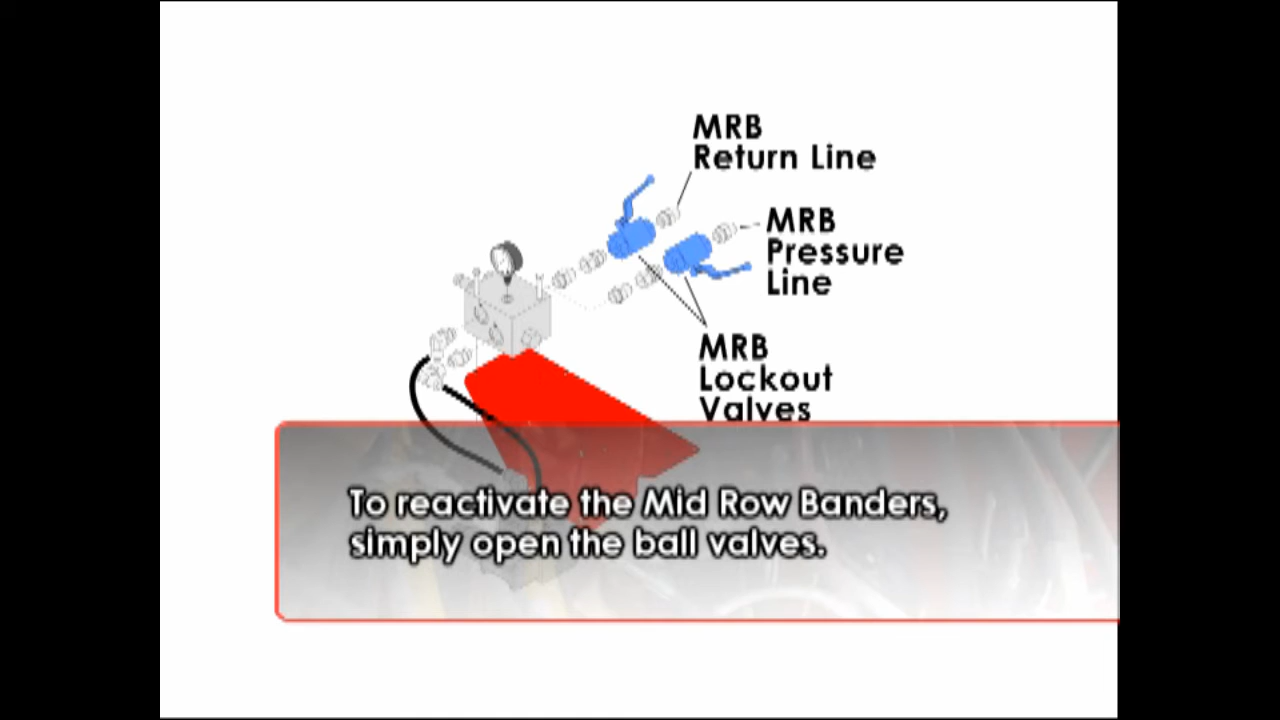 MRB
Return Line
MRB
Pressure
Line
MRB
Lockout
Valves
To reactivate the Mid Row Banders,
simply open the ball valves.